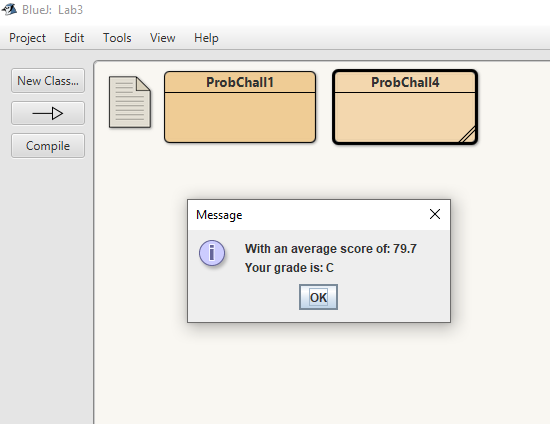 BlueJ: Lab3
Project Edit Tools View Help
New Class...
Compile
ProbChall1
ProbChall4
Message
With an average score of: 79.7
Your grade is: C
OK